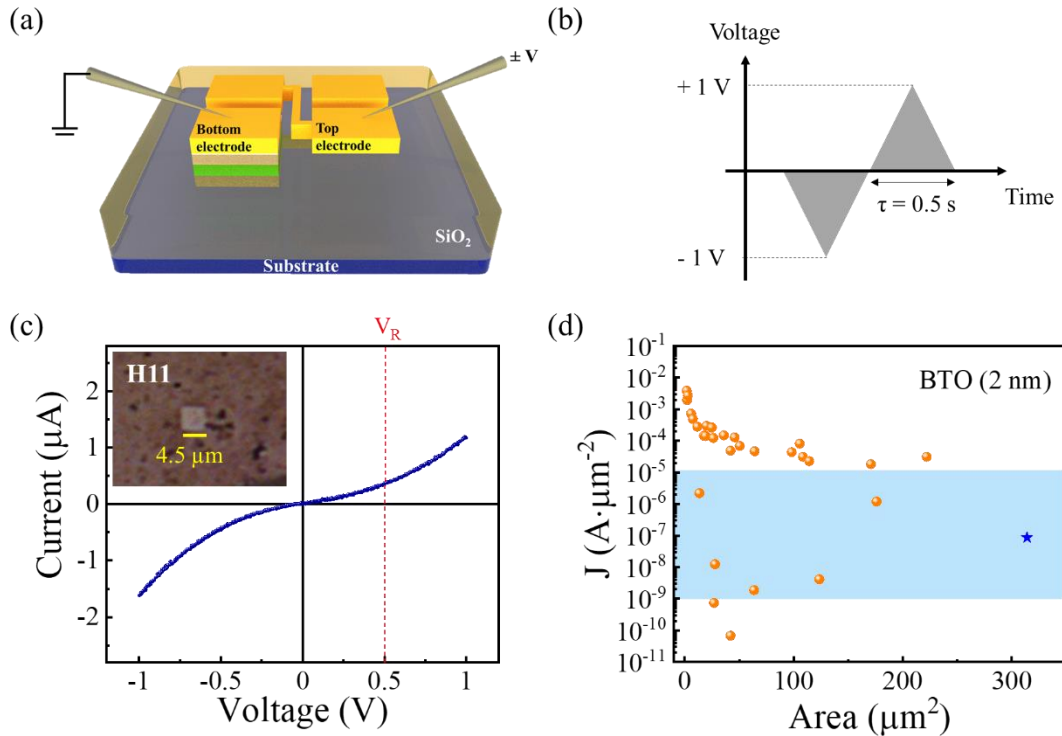 (a)
± V
Bottom
electrode
Top
electrode
SiO₂
Substrate
(b)
Voltage
+ 1 V
τ = 0.5 s
Time
- 1 V
(c)
V_R
H11
4.5 µm
Current (µA)
2
1
0
-1
-2
-1
-0.5
0
0.5
1
Voltage (V)
(d)
BTO (2 nm)
J (A·µm⁻²)
10⁻¹
10⁻²
10⁻³
10⁻⁴
10⁻⁵
10⁻⁶
10⁻⁷
10⁻⁸
10⁻⁹
10⁻¹⁰
10⁻¹¹
0
100
200
300
Area (µm²)